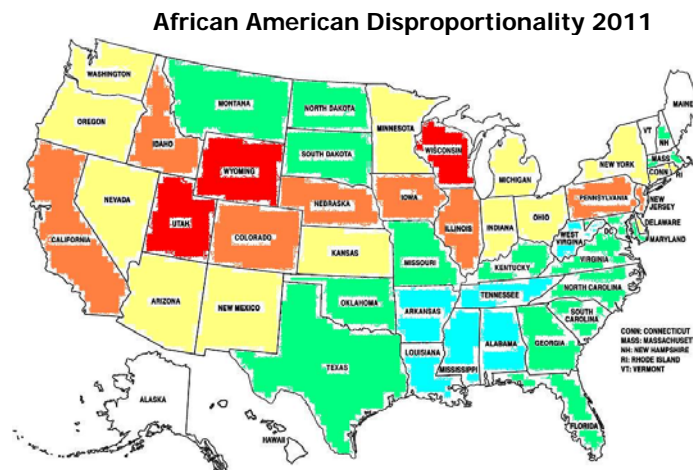 African American Disproportionality 2011
WASHINGTON
MONTANA
NORTH DAKOTA
MINNESOTA
MAINE
VT
NH
OREGON
IDAHO
SOUTH DAKOTA
WISCONSIN
MICHIGAN
NEW YORK
MASS
CONN
RI
WYOMING
NEVADA
UTAH
NEBRASKA
IOWA
ILLINOIS
INDIANA
OHIO
PENNSYLVANIA
NEW
JERSEY
DELAWARE
MARYLAND
DC
CALIFORNIA
COLORADO
KANSAS
MISSOURI
KENTUCKY
WEST
VIRGINIA
VIRGINIA
NORTH CAROLINA
ARIZONA
NEW MEXICO
OKLAHOMA
ARKANSAS
TENNESSEE
SOUTH
CAROLINA
TEXAS
LOUISIANA
MISSISSIPPI
ALABAMA
GEORGIA
FLORIDA
ALASKA
HAWAII
CONN: CONNECTICUT
MASS: MASSACHUSET
NH: NEW HAMPSHIRE
RI: RHODE ISLAND
VT: VERMONT